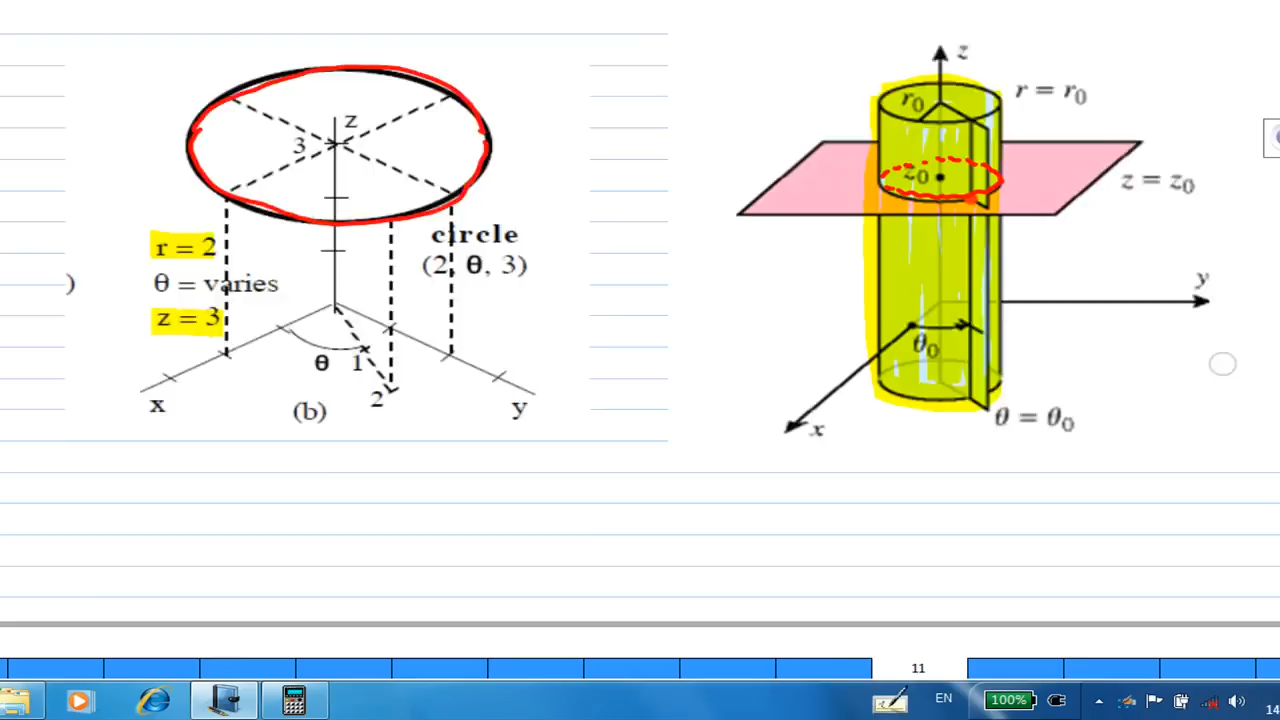 z
3
r = 2
θ = varies
z = 3
)
circle
(2, θ, 3)
θ
1
2
x
(b)
y
z
r₀
r = r₀
z₀
z = z₀
y
θ₀
x
θ = θ₀
11
EN
100%
14